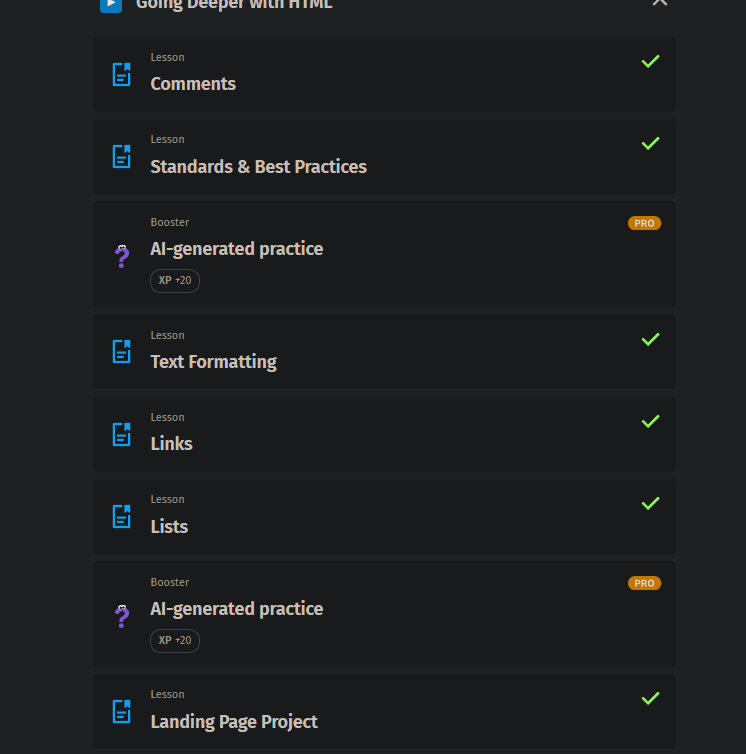 Going Deeper with HTML
Lesson
Comments
Lesson
Standards & Best Practices
Booster
PRO
AI-generated practice
XP +20
Lesson
Text Formatting
Lesson
Links
Lesson
Lists
Booster
PRO
AI-generated practice
XP +20
Lesson
Landing Page Project